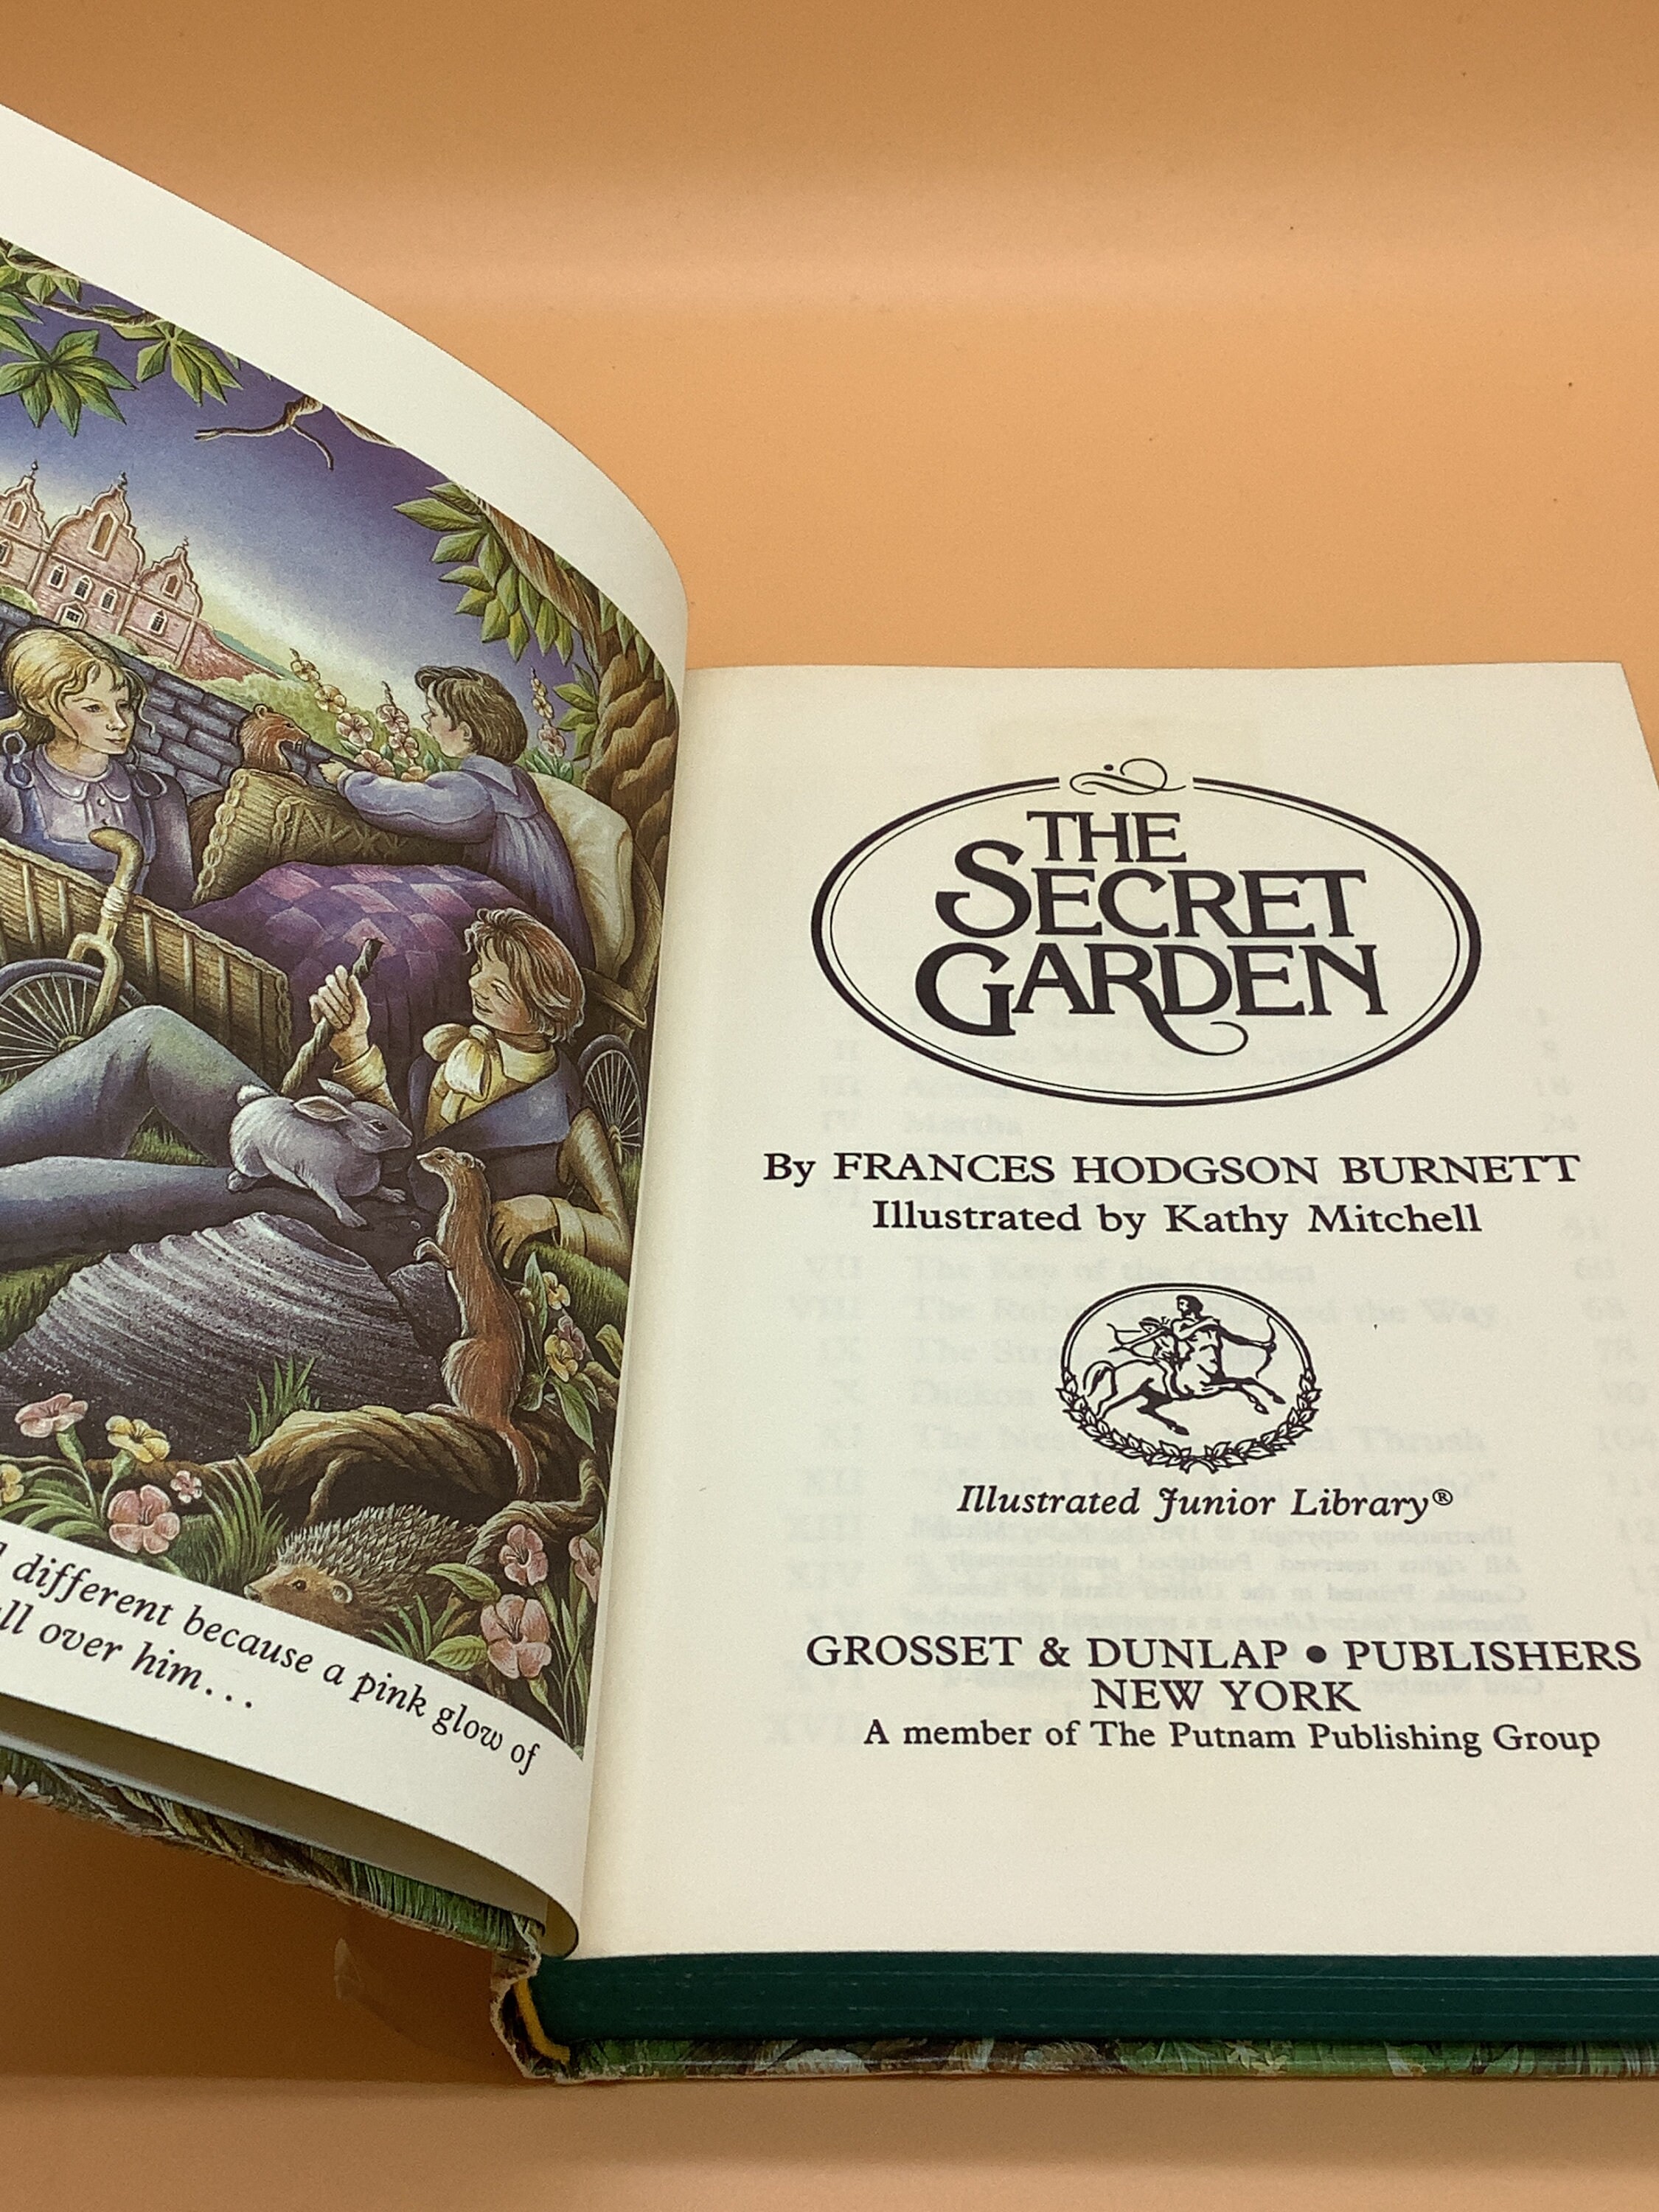 different because a pink glow of
all over him...
THE
SECRET
GARDEN
By FRANCES HODGSON BURNETT
Illustrated by Kathy Mitchell
Illustrated Junior Library®
GROSSET & DUNLAP • PUBLISHERS
NEW YORK
A member of The Putnam Publishing Group